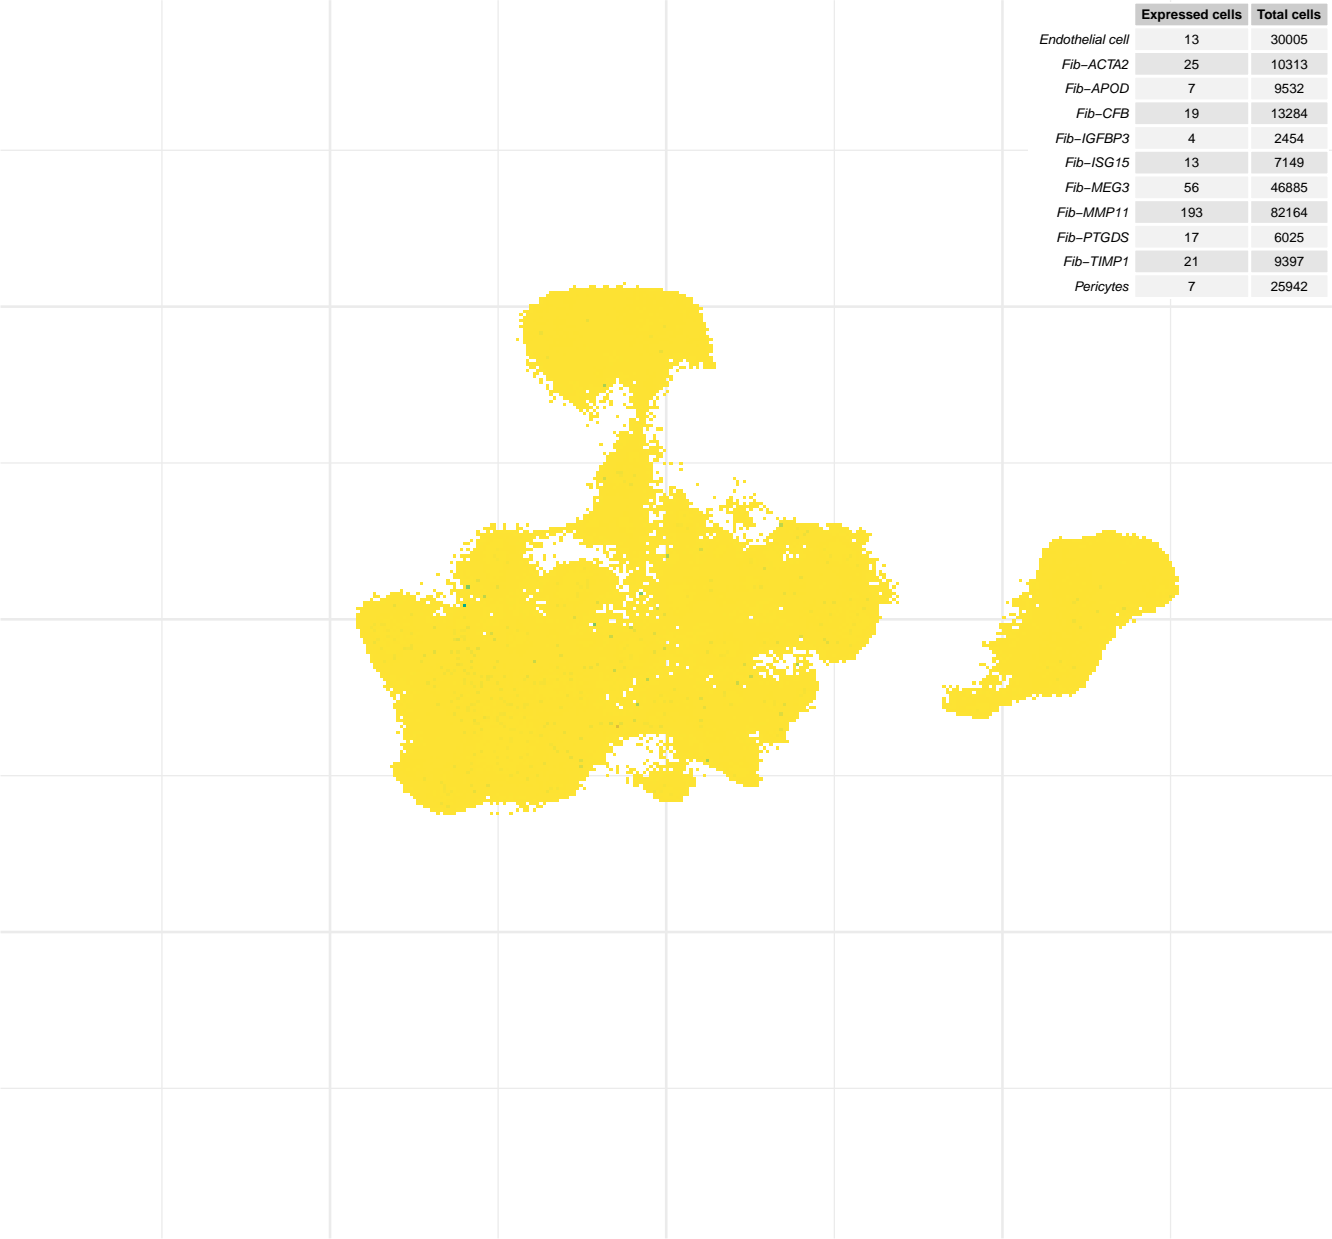 Expressed cells Total cells
Endothelial cell 13 30005
Fib−ACTA2 25 10313
Fib−APOD 7 9532
Fib−CFB 19 13284
Fib−IGFBP3 4 2454
Fib−ISG15 13 7149
Fib−MEG3 56 46885
Fib−MMP11 193 82164
Fib−PTGDS 17 6025
Fib−TIMP1 21 9397
Pericytes 7 25942